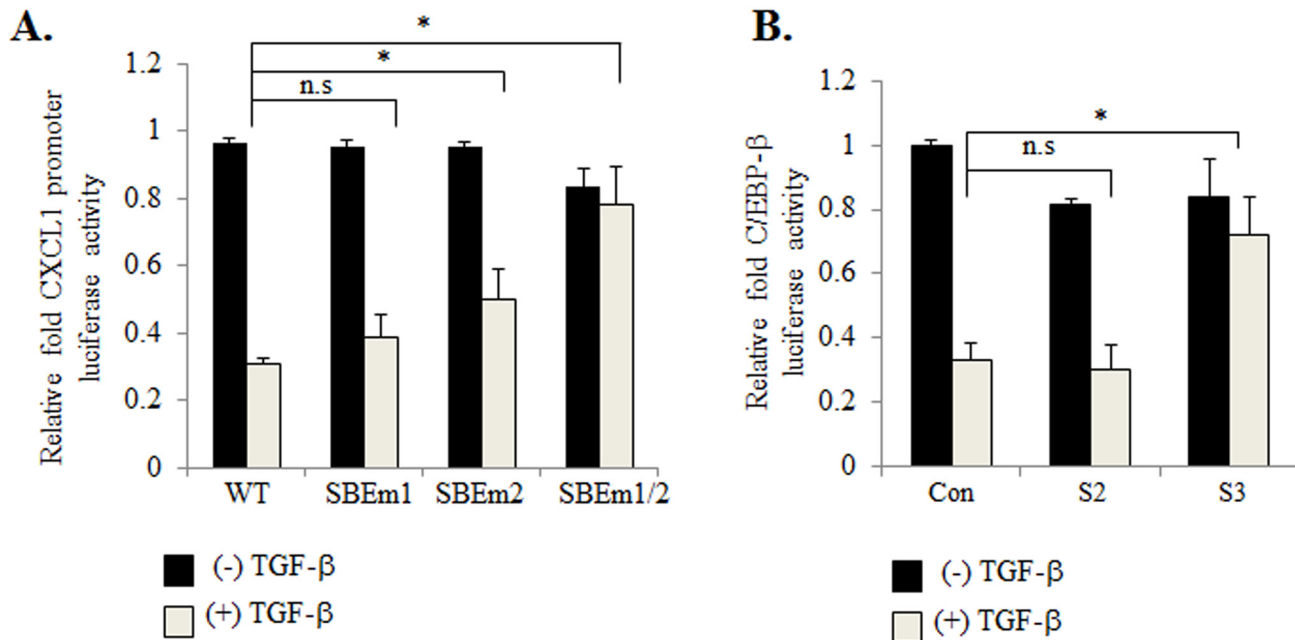 A.
*
*
n.s
Relative fold CXCL1 promoter
luciferase activity
1.2
1
0.8
0.6
0.4
0.2
0
WT SBEm1 SBEm2 SBEm1/2
(-) TGF-β
(+) TGF-β
B.
*
n.s
Relative fold C/EBP-β
luciferase activity
1.2
1
0.8
0.6
0.4
0.2
0
Con S2 S3
(-) TGF-β
(+) TGF-β